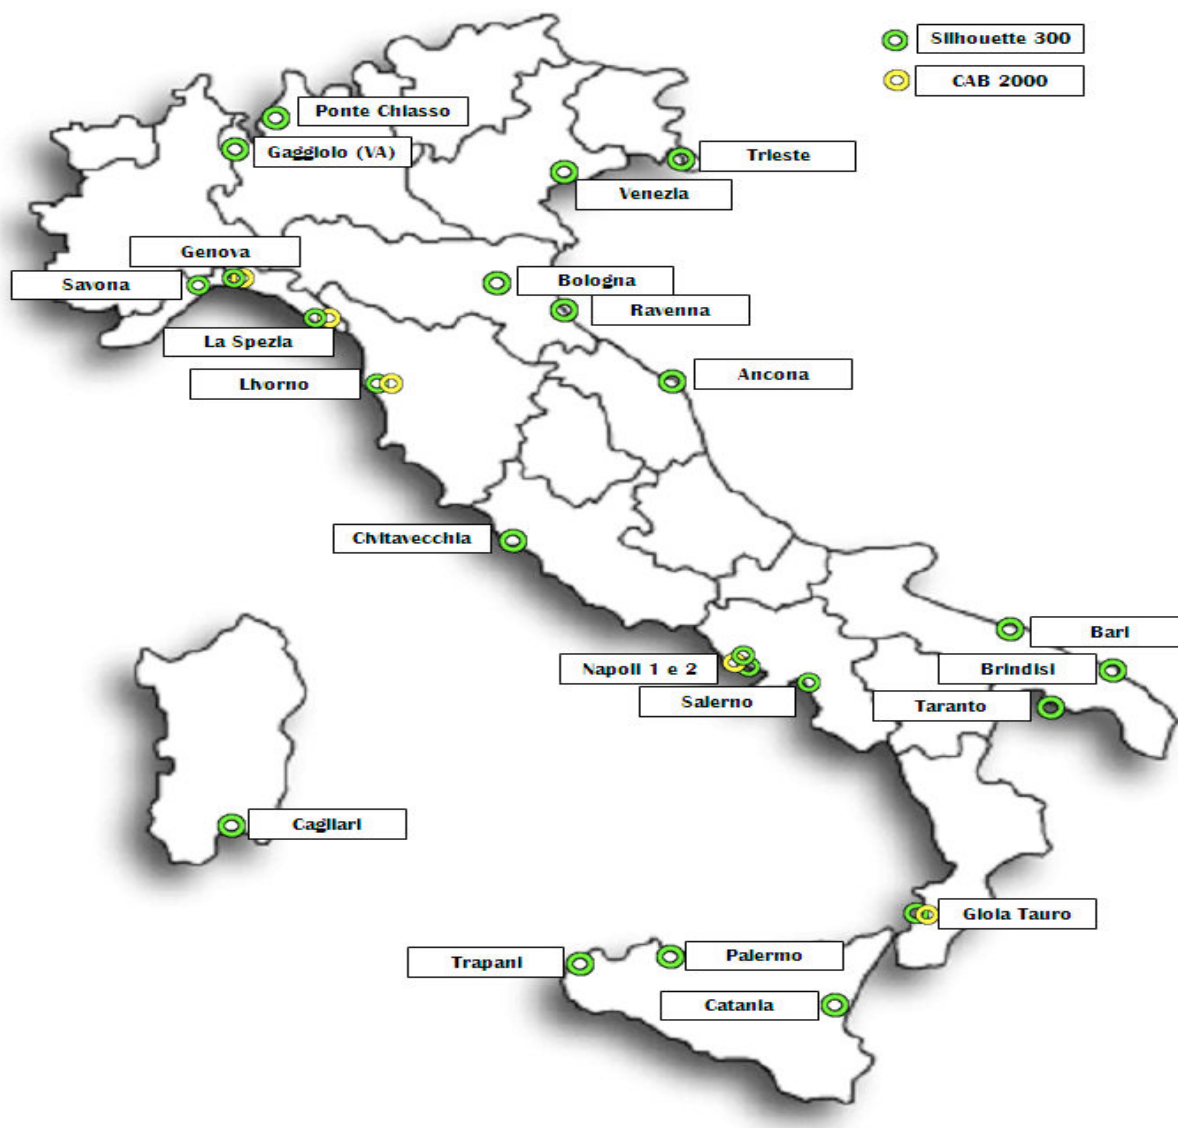 Silhouette 300
CAB 2000
Ponte Chiasso
Gaggiolo (VA)
Trieste
Venezia
Genova
Savona
Bologna
Ravenna
La Spezia
Livorno
Ancona
Civitavecchia
Bari
Napoli 1 e 2
Brindisi
Salerno
Taranto
Cagliari
Gioia Tauro
Trapani
Palermo
Catania